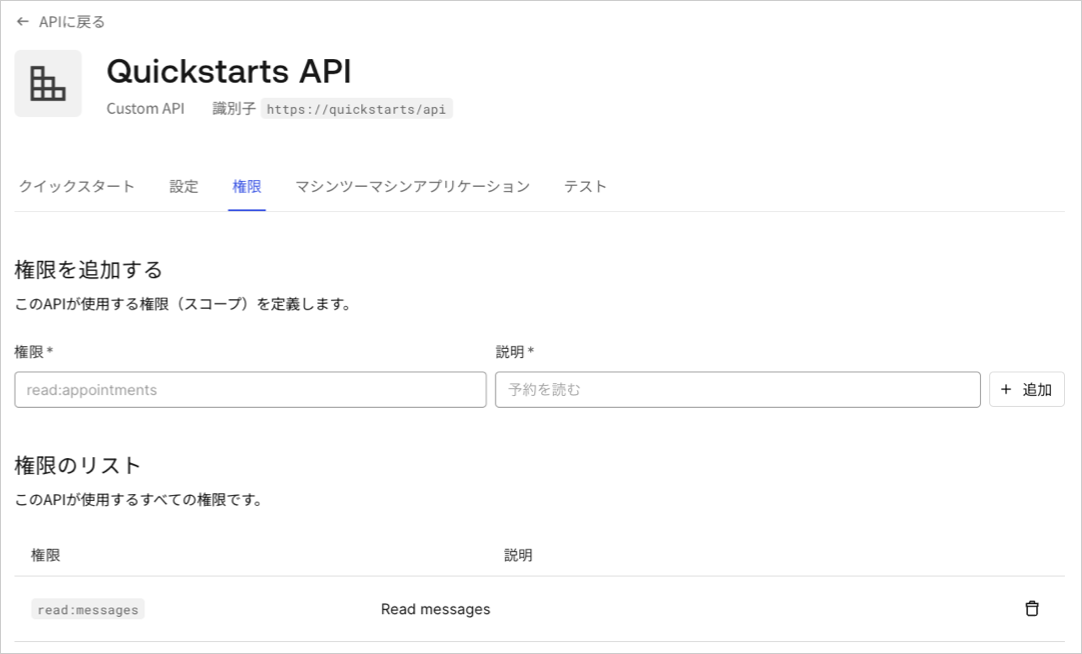 ← APIに戻る
Quickstarts API
Custom API 識別子 https://quickstarts/api
クイックスタート 設定 権限 マシンツーマシンアプリケーション テスト
権限を追加する
このAPIが使用する権限（スコープ）を定義します。
権限 * 説明 *
read:appointments 予約を読む + 追加
権限のリスト
このAPIが使用するすべての権限です。
権限 説明
read:messages Read messages